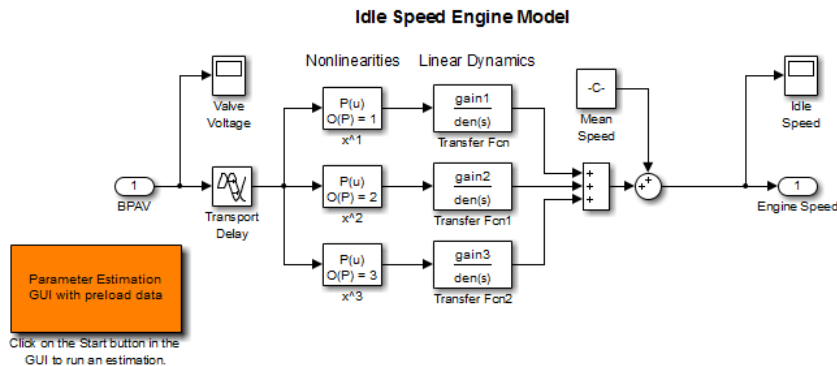 Idle Speed Engine Model
Nonlinearities
Linear Dynamics
Valve
Voltage
P(u)
O(P) = 1
x^1
gain1
den(s)
Transfer Fcn
-C-
Mean
Speed
Idle
Speed
1
BPAV
Transport
Delay
P(u)
O(P) = 2
x^2
gain2
den(s)
Transfer Fcn1
+
+
+
++
1
Engine Speed
P(u)
O(P) = 3
x^3
gain3
den(s)
Transfer Fcn2
Parameter Estimation
GUI with preload data
Click on the Start button in the
GUI to run an estimation.